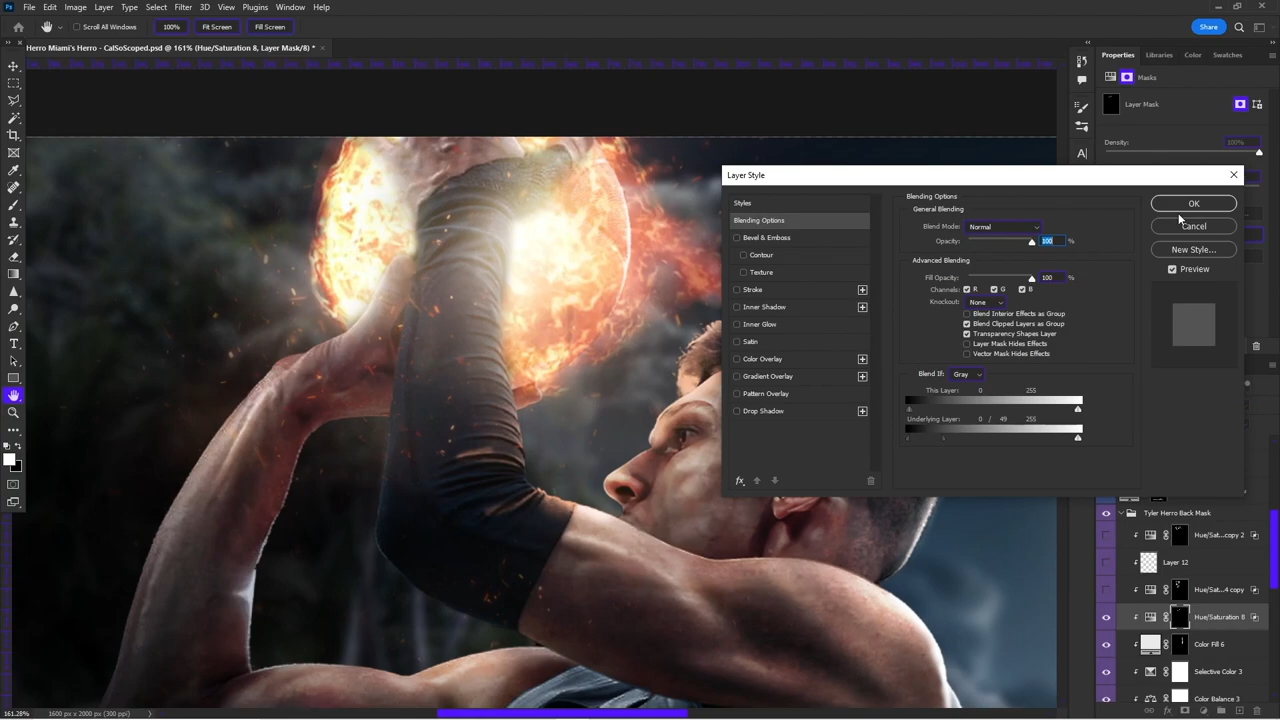 Ps File Edit Image Layer Type Select Filter 3D View Plugins Window Help
Scroll All Windows 100% Fit Screen Fill Screen Share
Herro Miami's Herro - CalSoScoped.psd @ 161% (Hue/Saturation 8, Layer Mask/8) *
Properties Libraries Color Swatches
Masks
Layer Mask
Density: 100%
Layer Style
Styles
Blending Options
Bevel & Emboss
Contour
Texture
Stroke
Inner Shadow
Inner Glow
Satin
Color Overlay
Gradient Overlay
Pattern Overlay
Drop Shadow
fx
Blending Options
General Blending
Blend Mode: Normal
Opacity: 100 %
Advanced Blending
Fill Opacity: 100 %
Channels: R G B
Knockout: None
Blend Interior Effects as Group
Blend Clipped Layers as Group
Transparency Shapes Layer
Layer Mask Hides Effects
Vector Mask Hides Effects
Blend If: Gray
This Layer: 0 255
Underlying Layer: 0 / 49 255
OK
Cancel
New Style...
Preview
Tyler Herro Back Mask
Hue/Sat...copy 2
Layer 12
Hue/Sat...4 copy
Hue/Saturation 8
Color Fill 6
Selective Color 3
Color Balance 3
161.28% 1600 px x 2000 px (300 ppi)